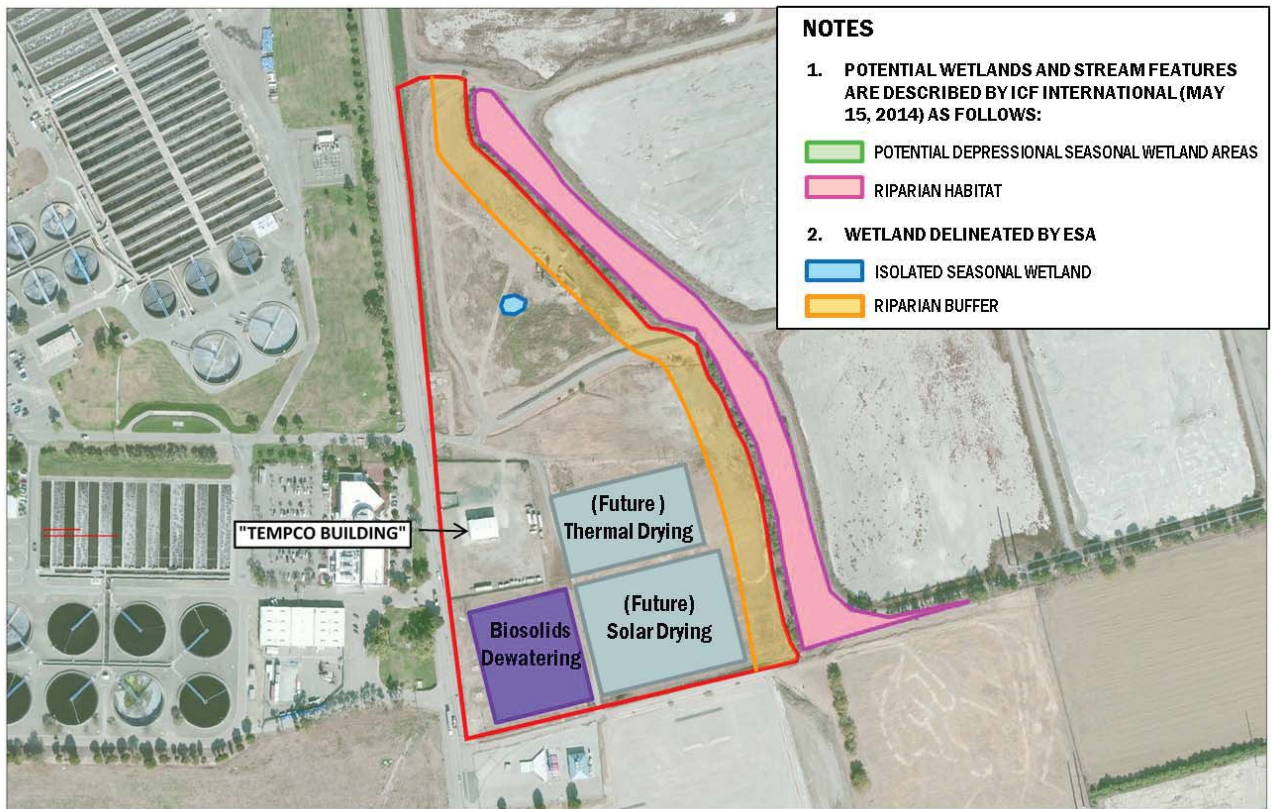 NOTES
1. POTENTIAL WETLANDS AND STREAM FEATURES
ARE DESCRIBED BY ICF INTERNATIONAL (MAY
15, 2014) AS FOLLOWS:
POTENTIAL DEPRESSIONAL SEASONAL WETLAND AREAS
RIPARIAN HABITAT
2. WETLAND DELINEATED BY ESA
ISOLATED SEASONAL WETLAND
RIPARIAN BUFFER
(Future )
Thermal Drying
"TEMPCO BUILDING"
(Future)
Solar Drying
Biosolids
Dewatering